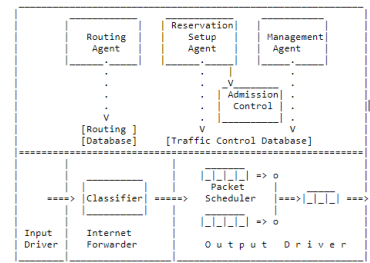 Reservation
Routing Setup Management
Agent Agent Agent
Admission
Control
V
[Routing ] V V
[Database] [Traffic Control Database]
|_|_|_|_| => o
Packet
====> |Classifier| =====> Scheduler |===>|_|_|_| ===>
|_|_|_|_| => o
Input Internet
Driver Forwarder O u t p u t D r i v e r